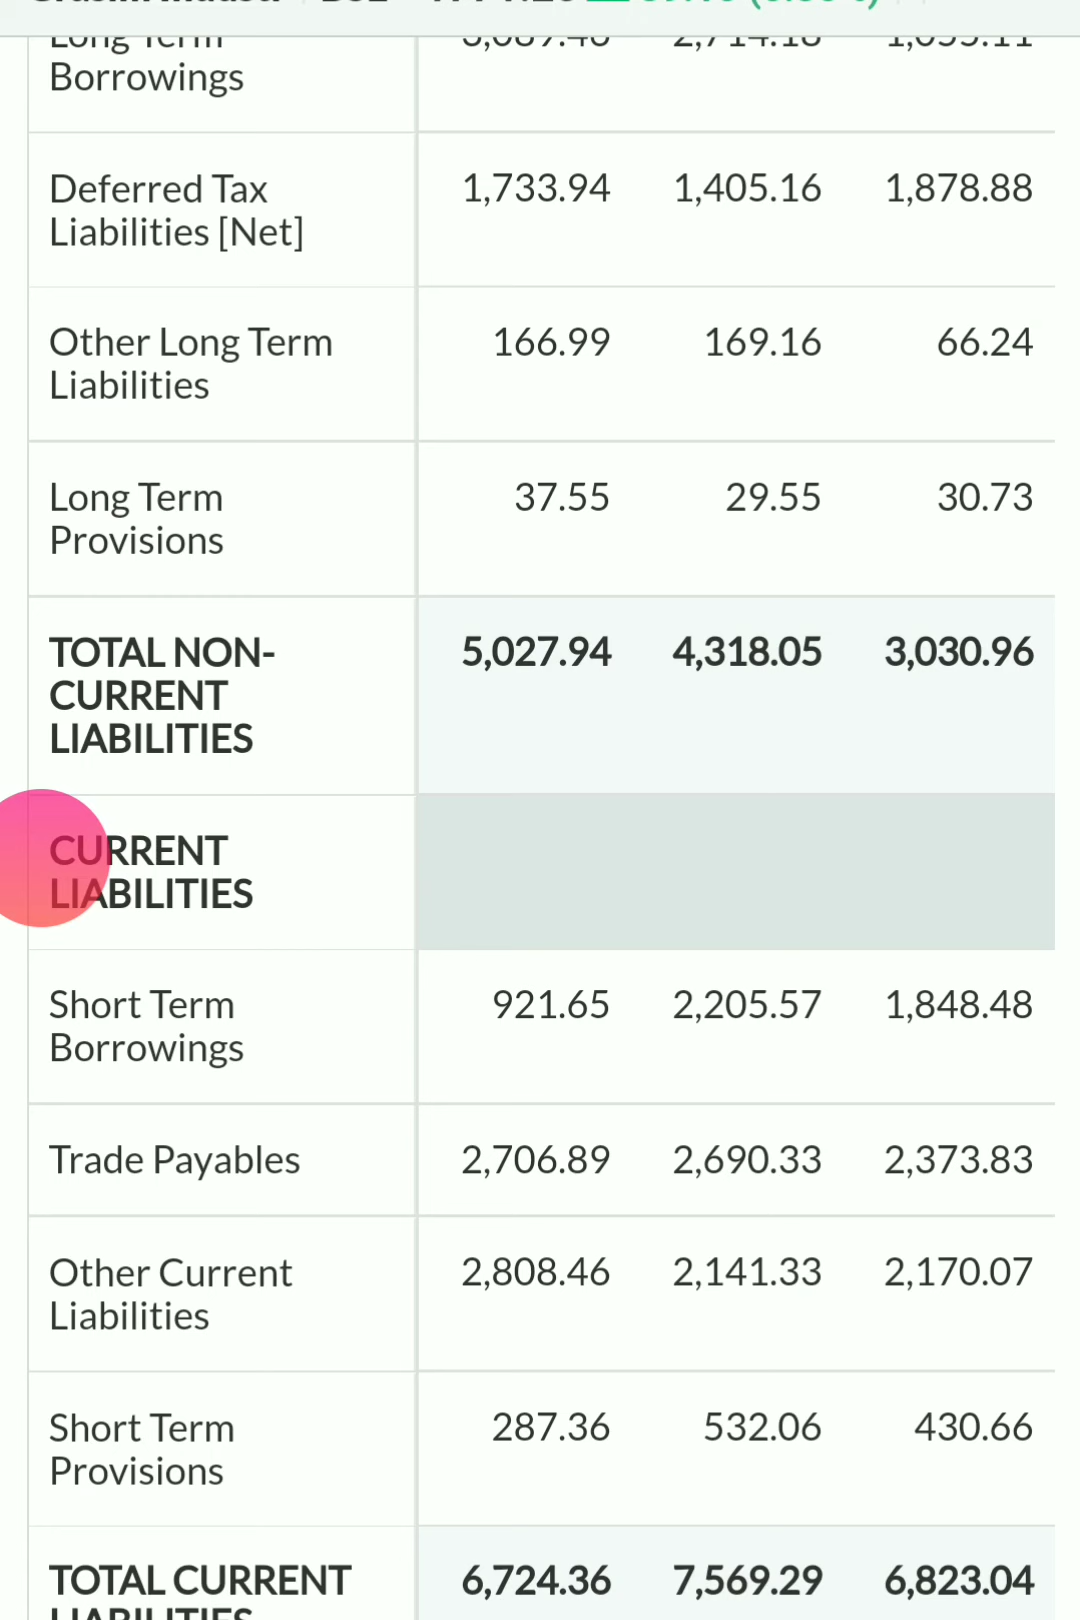 Long Term
Borrowings
Deferred Tax 1,733.94 1,405.16 1,878.88
Liabilities [Net]
Other Long Term 166.99 169.16 66.24
Liabilities
Long Term 37.55 29.55 30.73
Provisions
TOTAL NON- 5,027.94 4,318.05 3,030.96
CURRENT
LIABILITIES
CURRENT
LIABILITIES
Short Term 921.65 2,205.57 1,848.48
Borrowings
Trade Payables 2,706.89 2,690.33 2,373.83
Other Current 2,808.46 2,141.33 2,170.07
Liabilities
Short Term 287.36 532.06 430.66
Provisions
TOTAL CURRENT 6,724.36 7,569.29 6,823.04
LIABILITIES